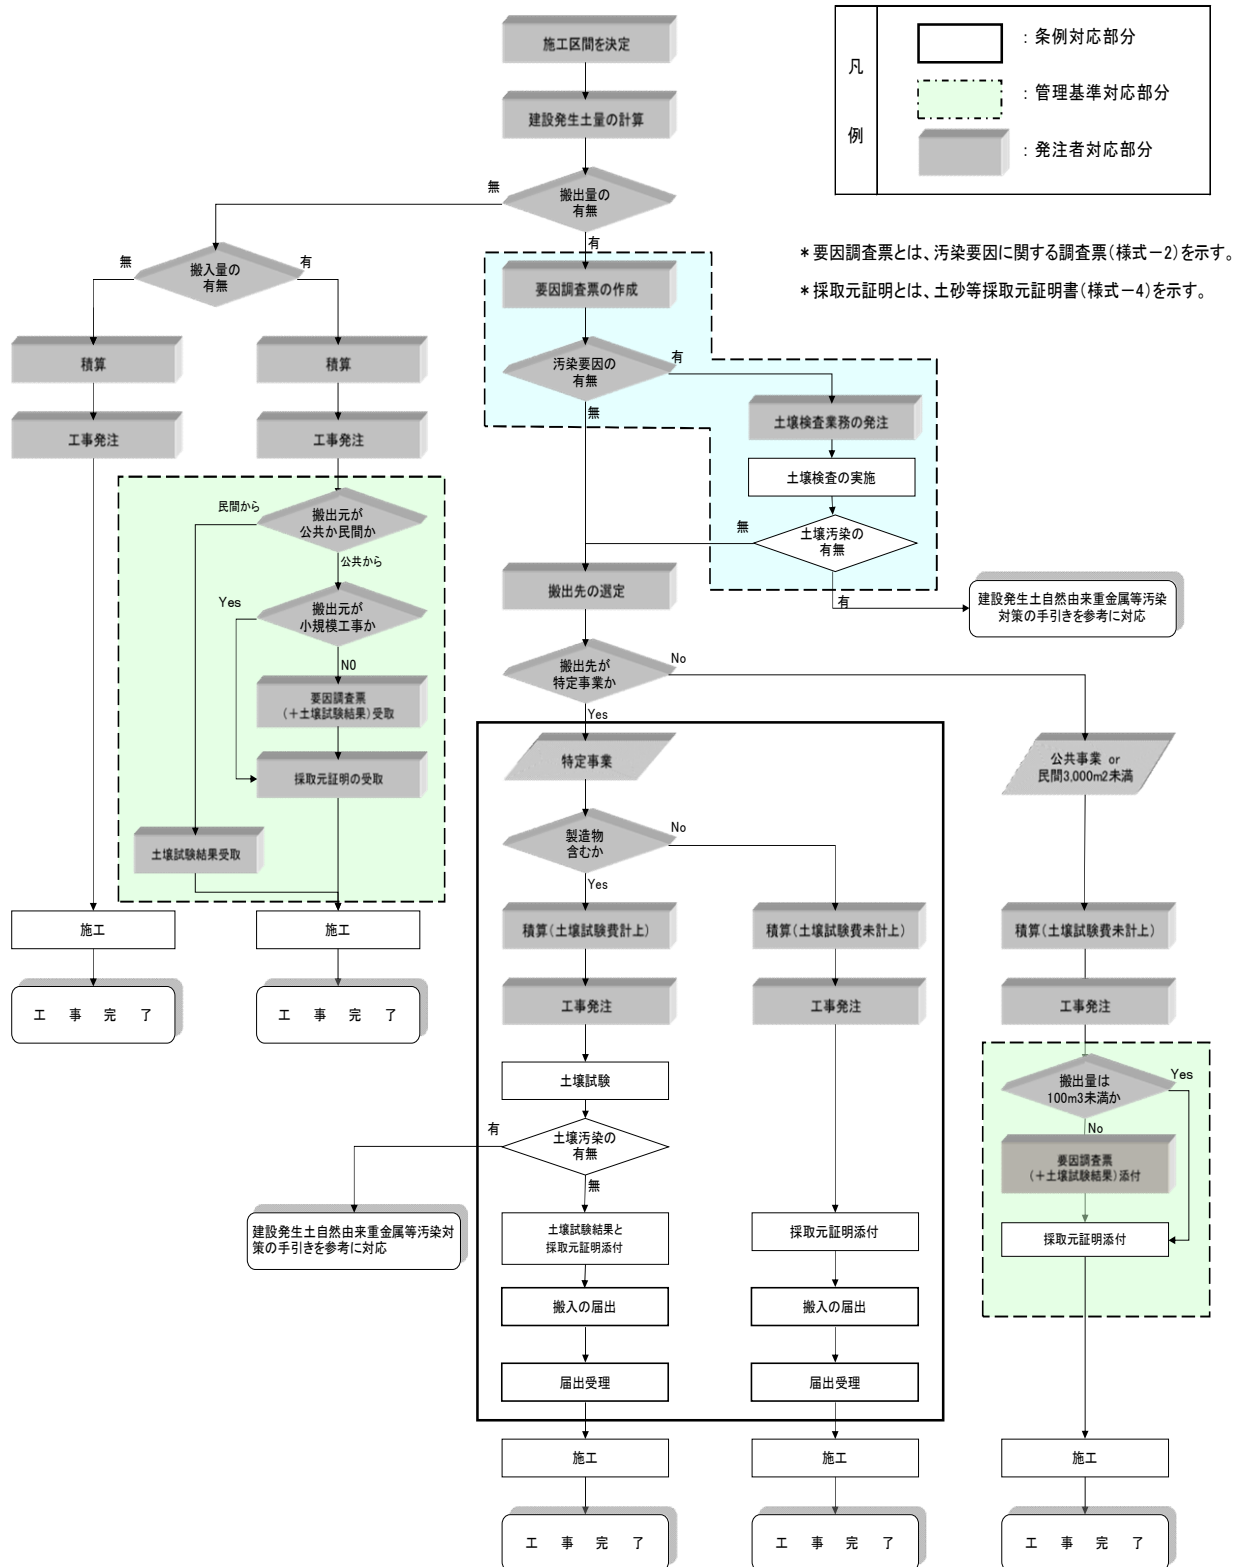 施工区間を決定
建設発生土量の計算
凡
例
：条例対応部分
：管理基準対応部分
：発注者対応部分
搬出量の
有無
無
有
＊要因調査票とは、汚染要因に関する調査票(様式－2)を示す。
＊採取元証明とは、土砂等採取元証明書(様式－4)を示す。
搬入量の
有無
無
有
積算
工事発注
積算
工事発注
要因調査票の作成
汚染要因の
有無
有
無
土壌検査業務の発注
土壌検査の実施
土壌汚染の
有無
無
有
建設発生土自然由来重金属等汚染
対策の手引きを参考に対応
民間から
搬出元が
公共か民間か
公共から
搬出元が
小規模工事か
Yes
NO
要因調査票
(＋土壌試験結果)受取
採取元証明の受取
土壌試験結果受取
施工
工事完了
施工
工事完了
搬出先の選定
搬出先が
特定事業か
No
Yes
特定事業
製造物
含むか
No
Yes
積算(土壌試験費計上)
工事発注
土壌試験
土壌汚染の
有無
有
無
建設発生土自然由来重金属等汚染対
策の手引きを参考に対応
土壌試験結果と
採取元証明添付
搬入の届出
届出受理
施工
工事完了
積算(土壌試験費未計上)
工事発注
採取元証明添付
搬入の届出
届出受理
施工
工事完了
公共事業 or
民間3,000m2未満
積算(土壌試験費未計上)
工事発注
搬出量は
100m3未満か
Yes
No
要因調査票
(＋土壌試験結果)添付
採取元証明添付
施工
工事完了